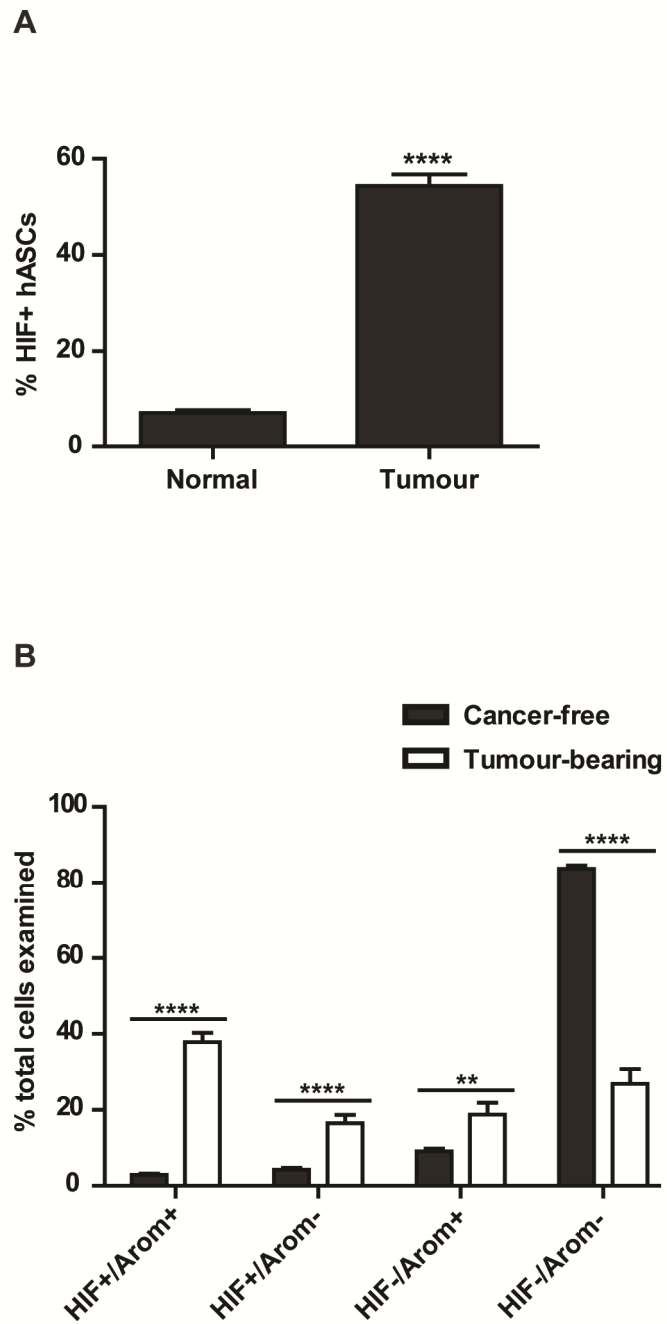 A
60
40
20
0
% HIF+ hASCs
****
Normal Tumour
B
Cancer-free
Tumour-bearing
100
80
60
40
20
0
% total cells examined
****
****
**
****
HIF+/Arom+
HIF+/Arom-
HIF-/Arom+
HIF-/Arom-